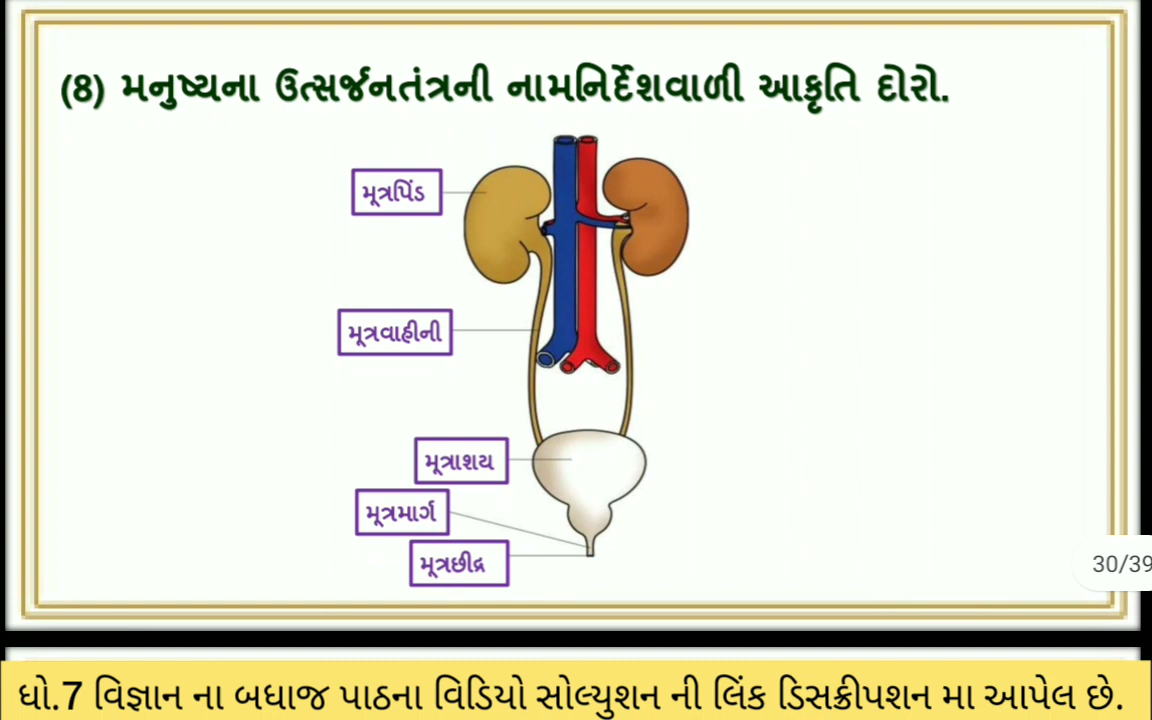 (8) મનુષ્યના ઉત્સર્જનતંત્રની નામનિર્દેશવાળી આકૃતિ દોરો.
મૂત્રપિંડ
મૂત્રવાહીની
મૂત્રાશય
મૂત્રમાર્ગ
મૂત્રછીદ્ર
30/39
ધો.7 વિજ્ઞાન ના બધાજ પાઠના વિડિયો સોલ્યુશન ની લિંક ડિસક્રીપશન મા આપેલ છે.